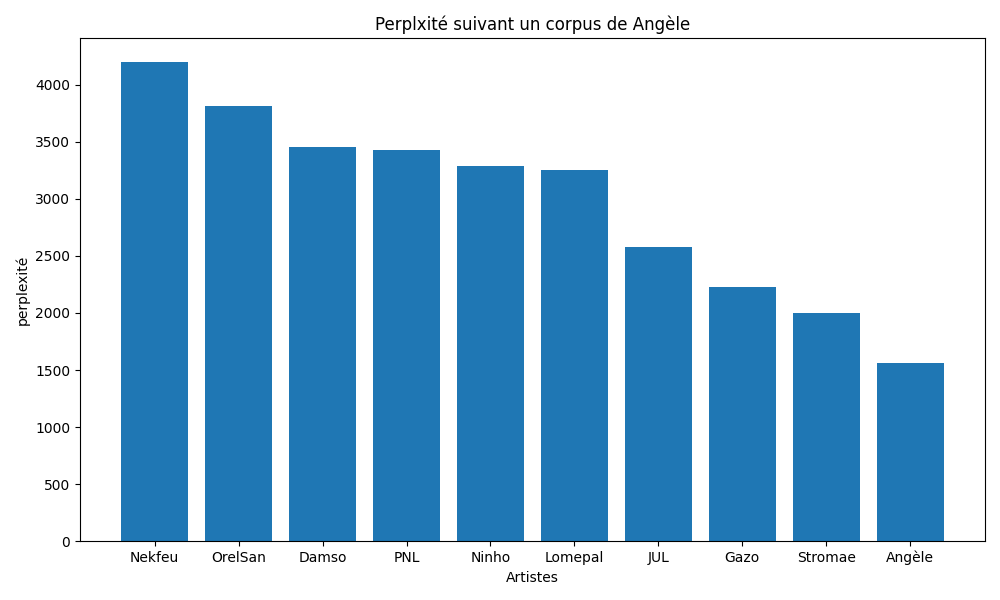 Perplxité suivant un corpus de Angèle
perplexité
4000
3500
3000
2500
2000
1500
1000
500
0
Nekfeu OrelSan Damso PNL Ninho Lomepal JUL Gazo Stromae Angèle
Artistes